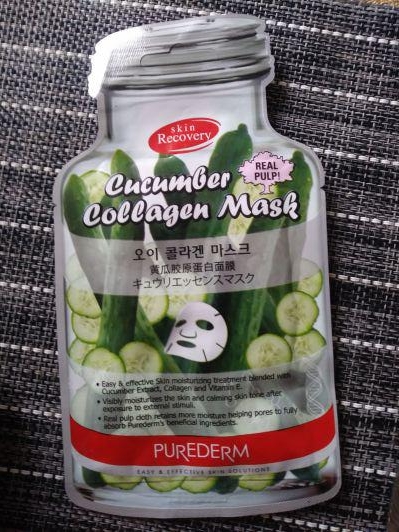 skin
Recovery
REAL
PULP!
Cucumber
Collagen Mask
오이 콜라겐 마스크
黃瓜胶原蛋白面膜
キュウリエッセンスマスク
• Easy & effective Skin moisturizing treatment blended with
Cucumber Extract, Collagen and Vitamin E.
• Visibly moisturizes the skin and calming skin tone after
exposure to external stimuli.
• Real pulp cloth retains more moisture helping pores to fully
absorb Purederm's beneficial ingredients.
PUREDERM
EASY & EFFECTIVE SKIN SOLUTIONS